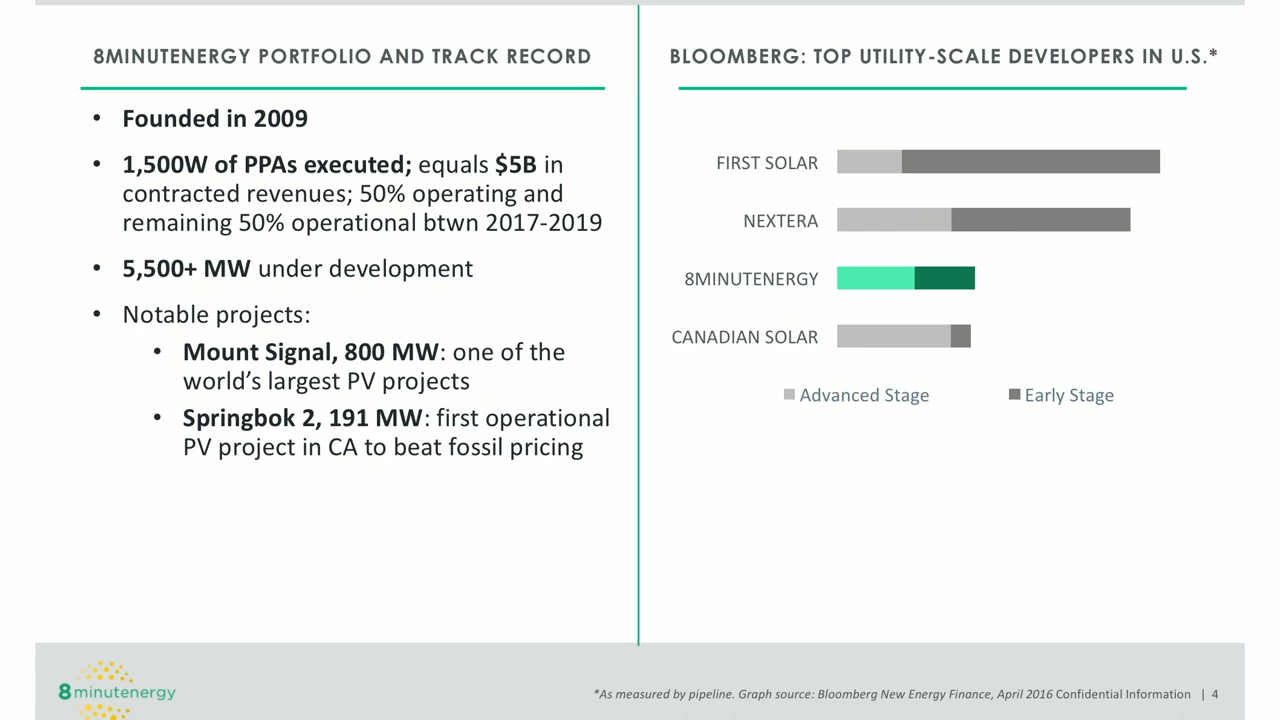 8MINUTENERGY PORTFOLIO AND TRACK RECORD
• Founded in 2009
• 1,500W of PPAs executed; equals $5B in
contracted revenues; 50% operating and
remaining 50% operational btwn 2017-2019
• 5,500+ MW under development
• Notable projects:
• Mount Signal, 800 MW: one of the
world’s largest PV projects
• Springbok 2, 191 MW: first operational
PV project in CA to beat fossil pricing
BLOOMBERG: TOP UTILITY-SCALE DEVELOPERS IN U.S.*
FIRST SOLAR
NEXTERA
8MINUTENERGY
CANADIAN SOLAR
Advanced Stage
Early Stage
8minutenergy
*As measured by pipeline. Graph source: Bloomberg New Energy Finance, April 2016 Confidential Information | 4